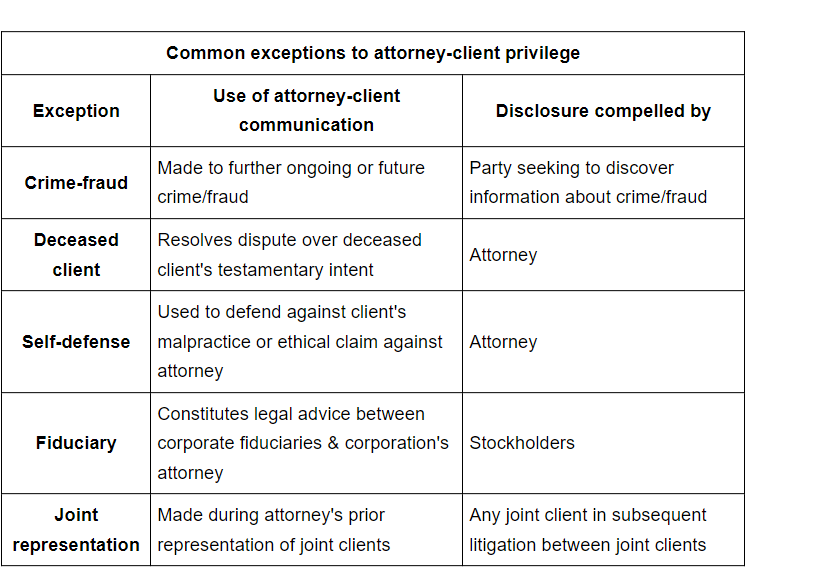 Common exceptions to attorney-client privilege
Exception
Use of attorney-client
communication
Disclosure compelled by
Crime-fraud
Made to further ongoing or future
crime/fraud
Party seeking to discover
information about crime/fraud
Deceased
client
Resolves dispute over deceased
client's testamentary intent
Attorney
Self-defense
Used to defend against client's
malpractice or ethical claim against
attorney
Attorney
Fiduciary
Constitutes legal advice between
corporate fiduciaries & corporation's
attorney
Stockholders
Joint
representation
Made during attorney's prior
representation of joint clients
Any joint client in subsequent
litigation between joint clients